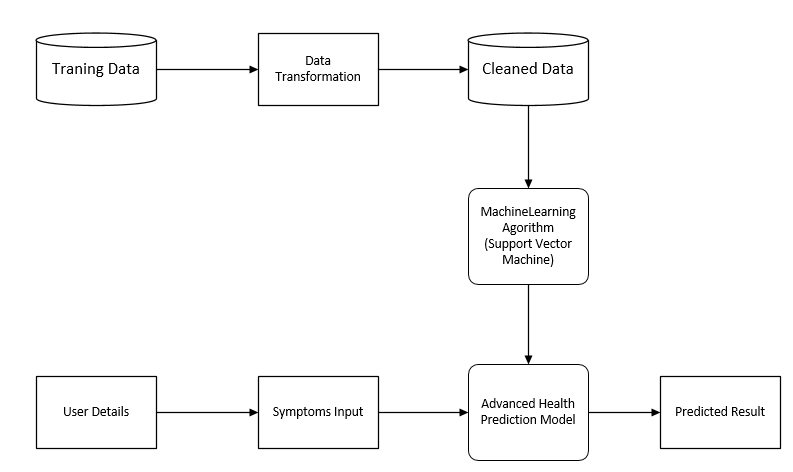 Traning Data
Data
Transformation
Cleaned Data
MachineLearning
Agorithm
(Support Vector
Machine)
User Details
Symptoms Input
Advanced Health
Prediction Model
Predicted Result